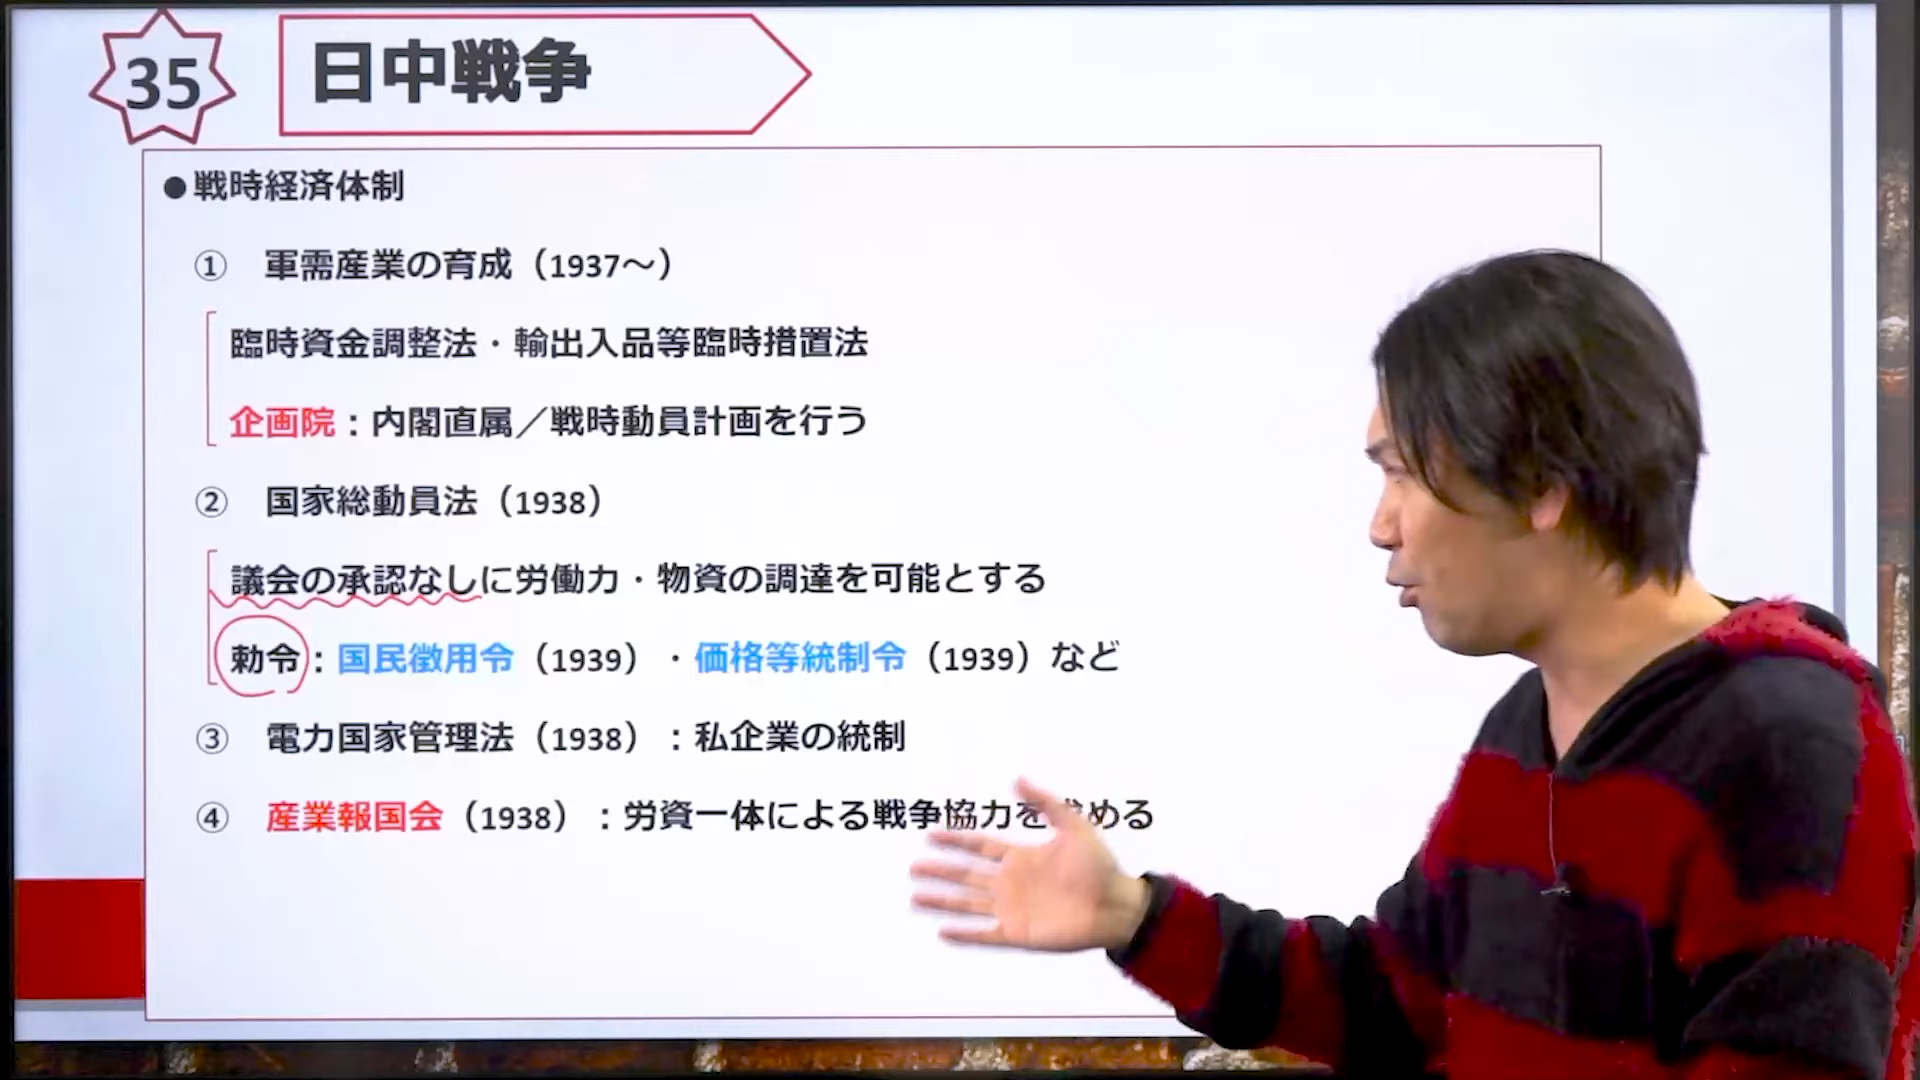 35
日中戦争
●戦時経済体制
① 軍需産業の育成（1937～）
臨時資金調整法・輸出入品等臨時措置法
企画院：内閣直属／戦時動員計画を行う
② 国家総動員法（1938）
議会の承認なしに労働力・物資の調達を可能とする
勅令：国民徴用令（1939）・価格等統制令（1939）など
③ 電力国家管理法（1938）：私企業の統制
④ 産業報国会（1938）：労資一体による戦争協力を求める